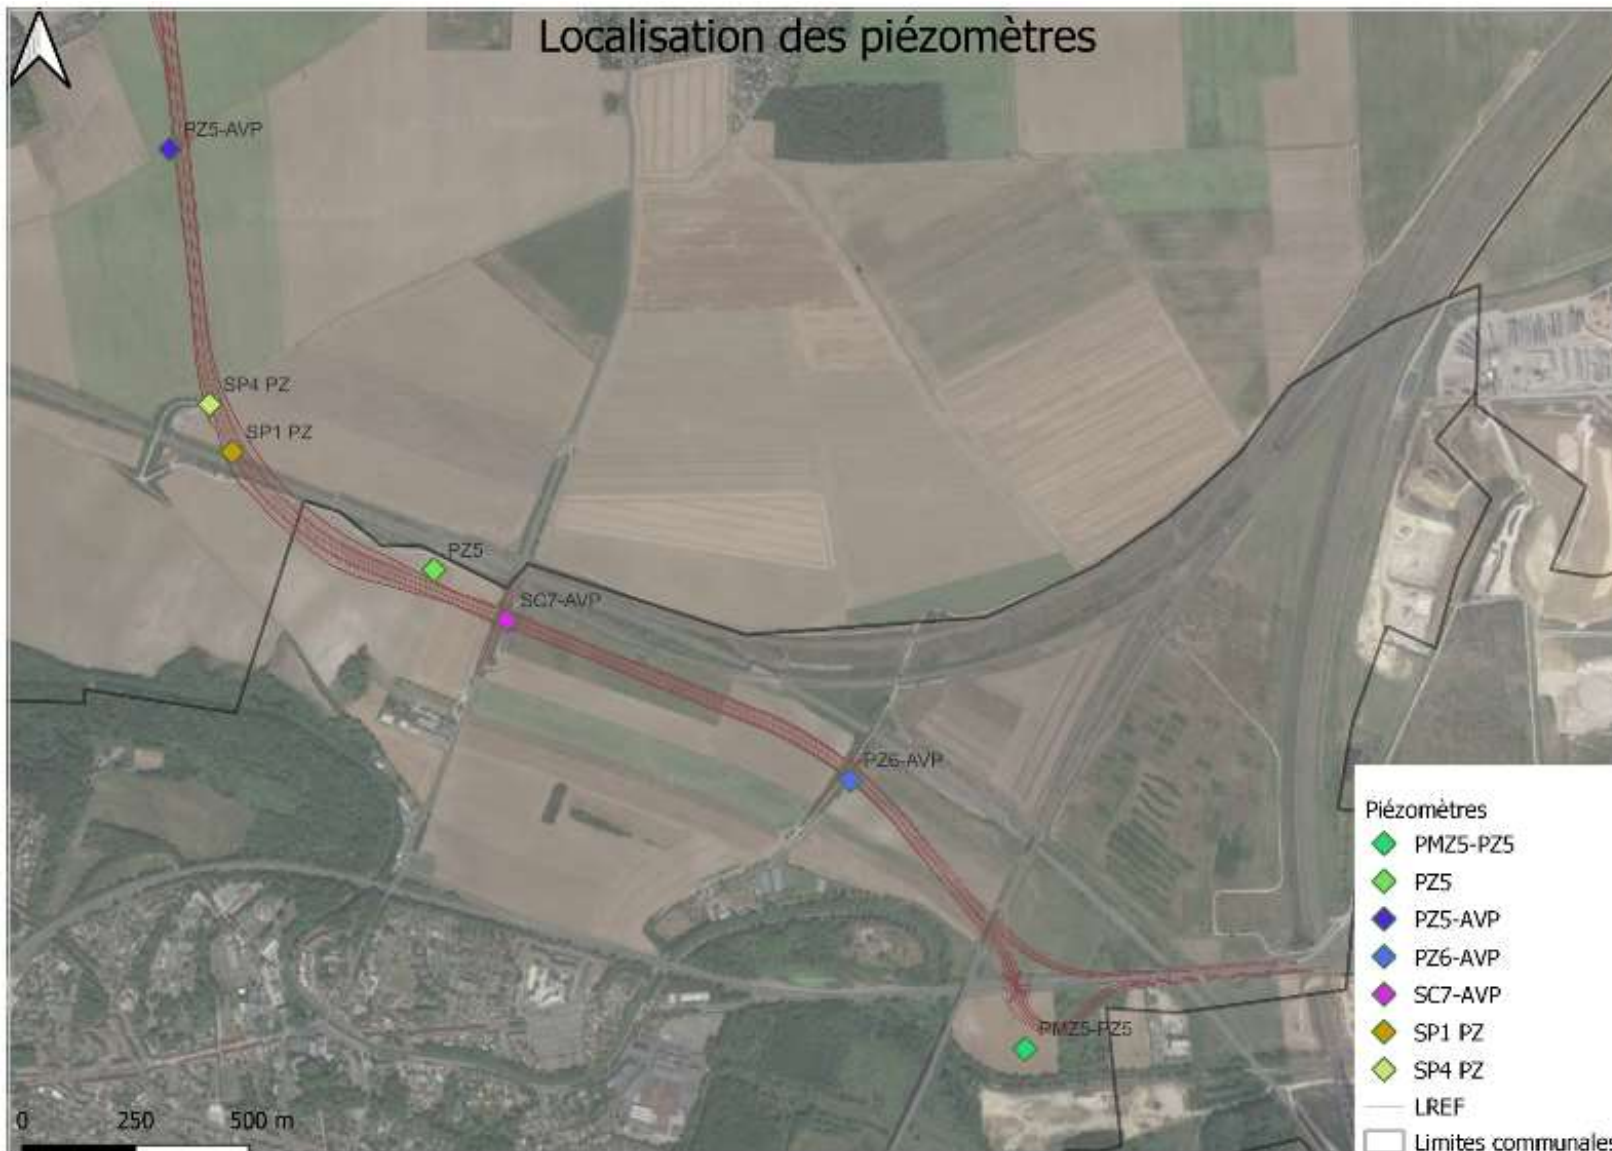 Localisation des piézomètres
PZ5-AVP
SP4 PZ
SP1 PZ
PZ5
SC7-AVP
PZ6-AVP
PMZ5-PZ5
Piézomètres
PMZ5-PZ5
PZ5
PZ5-AVP
PZ6-AVP
SC7-AVP
SP1 PZ
SP4 PZ
LREF
Limites communales
0 250 500 m